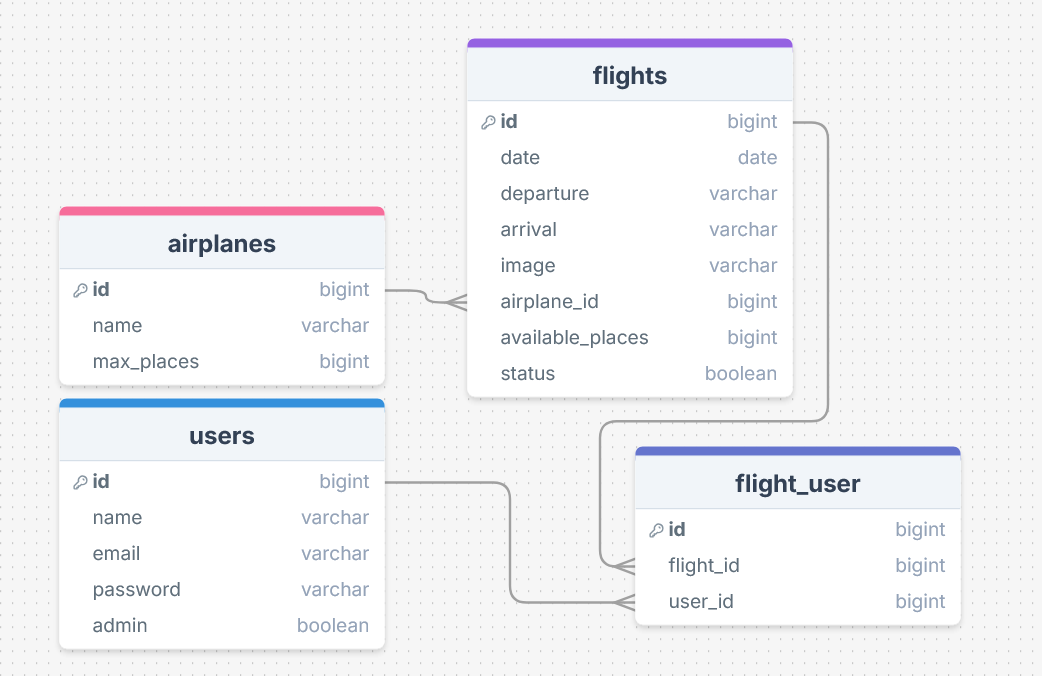 flights
id bigint
date date
departure varchar
arrival varchar
image varchar
airplane_id bigint
available_places bigint
status boolean
airplanes
id bigint
name varchar
max_places bigint
users
id bigint
name varchar
email varchar
password varchar
admin boolean
flight_user
id bigint
flight_id bigint
user_id bigint